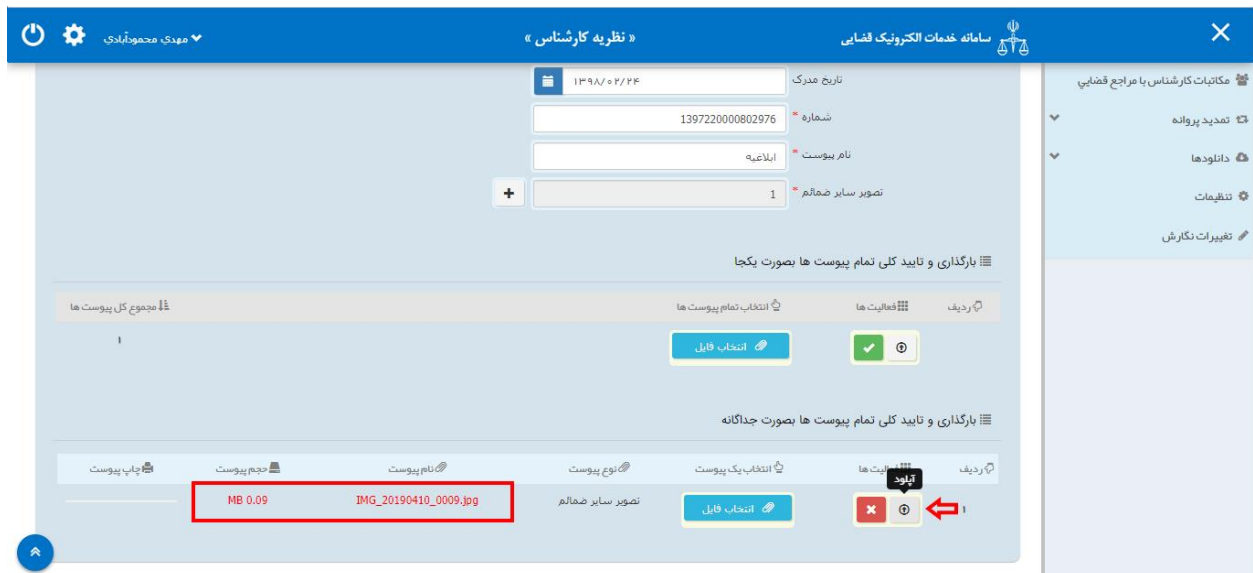 سامانه خدمات الکترونیک قضایی
« نظریه کارشناس »
مهدي محمودآبادي
مکاتبات کارشناس با مراجع قضایي
تمدید پروانه
دانلودها
تنظیمات
تغییرات نگارش
تاریخ مدرک ۱۳۹۸/۰۲/۲۴
شماره * 1397220000802976
نام پیوست * ابلاغیه
تصویر سایر ضمائم * 1
بارگذاری و تایید کلی تمام پیوست ها بصورت یکجا
ردیف فعالیت ها انتخاب تمام پیوست ها مجموع کل پیوست ها
انتخاب فایل ۱
بارگذاری و تایید کلی تمام پیوست ها بصورت جداگانه
ردیف انتخاب یک پیوست نوع پیوست نام پیوست حجم پیوست چاپ پیوست
آپلود
۱ انتخاب فایل تصویر سایر ضمائم IMG_20190410_0009.jpg MB 0.09